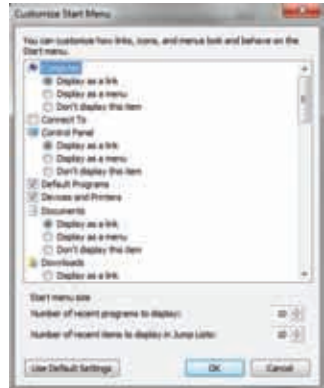 Customize Start Menu
You can customize how links, icons, and menus look and behave on the
Start menu.
Computer
Display as a link
Display as a menu
Don't display this item
Connect To
Control Panel
Display as a link
Display as a menu
Don't display this item
Default Programs
Devices and Printers
Documents
Display as a link
Display as a menu
Don't display this item
Downloads
Display as a link
Start menu size
Number of recent programs to display:
10
Number of recent items to display in Jump Lists:
10
Use Default Settings
OK
Cancel